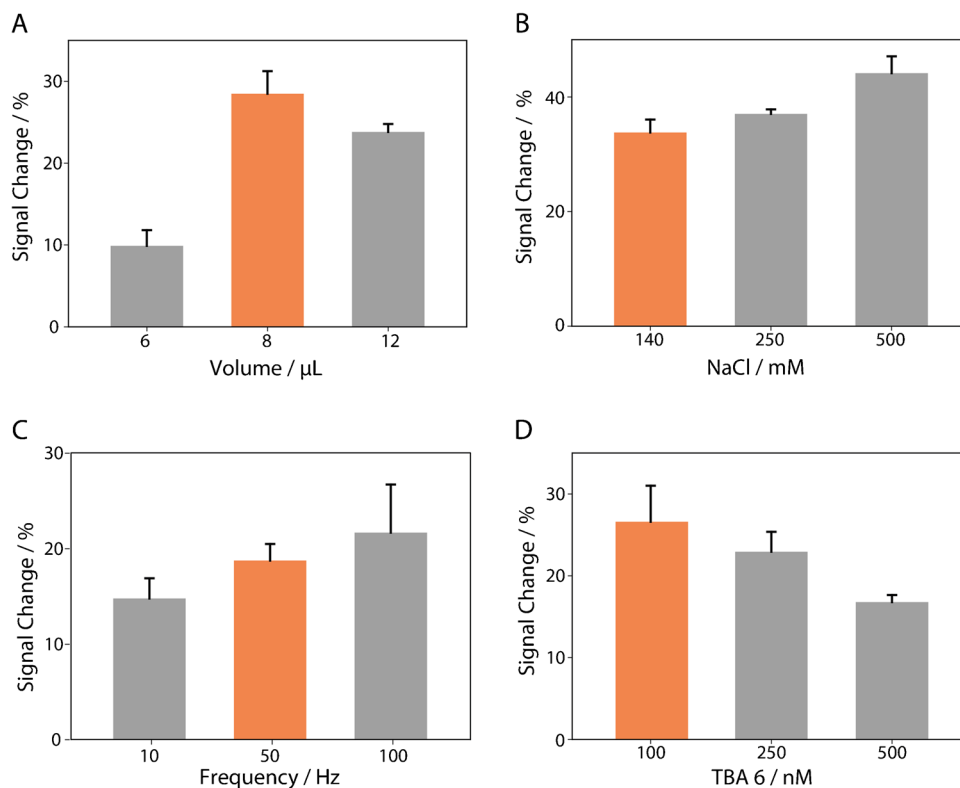 A
Signal Change / %
30
20
10
0
6 8 12
Volume / µL
B
Signal Change / %
40
20
0
140 250 500
NaCl / mM
C
Signal Change / %
30
20
10
0
10 50 100
Frequency / Hz
D
Signal Change / %
30
20
10
0
100 250 500
TBA 6 / nM